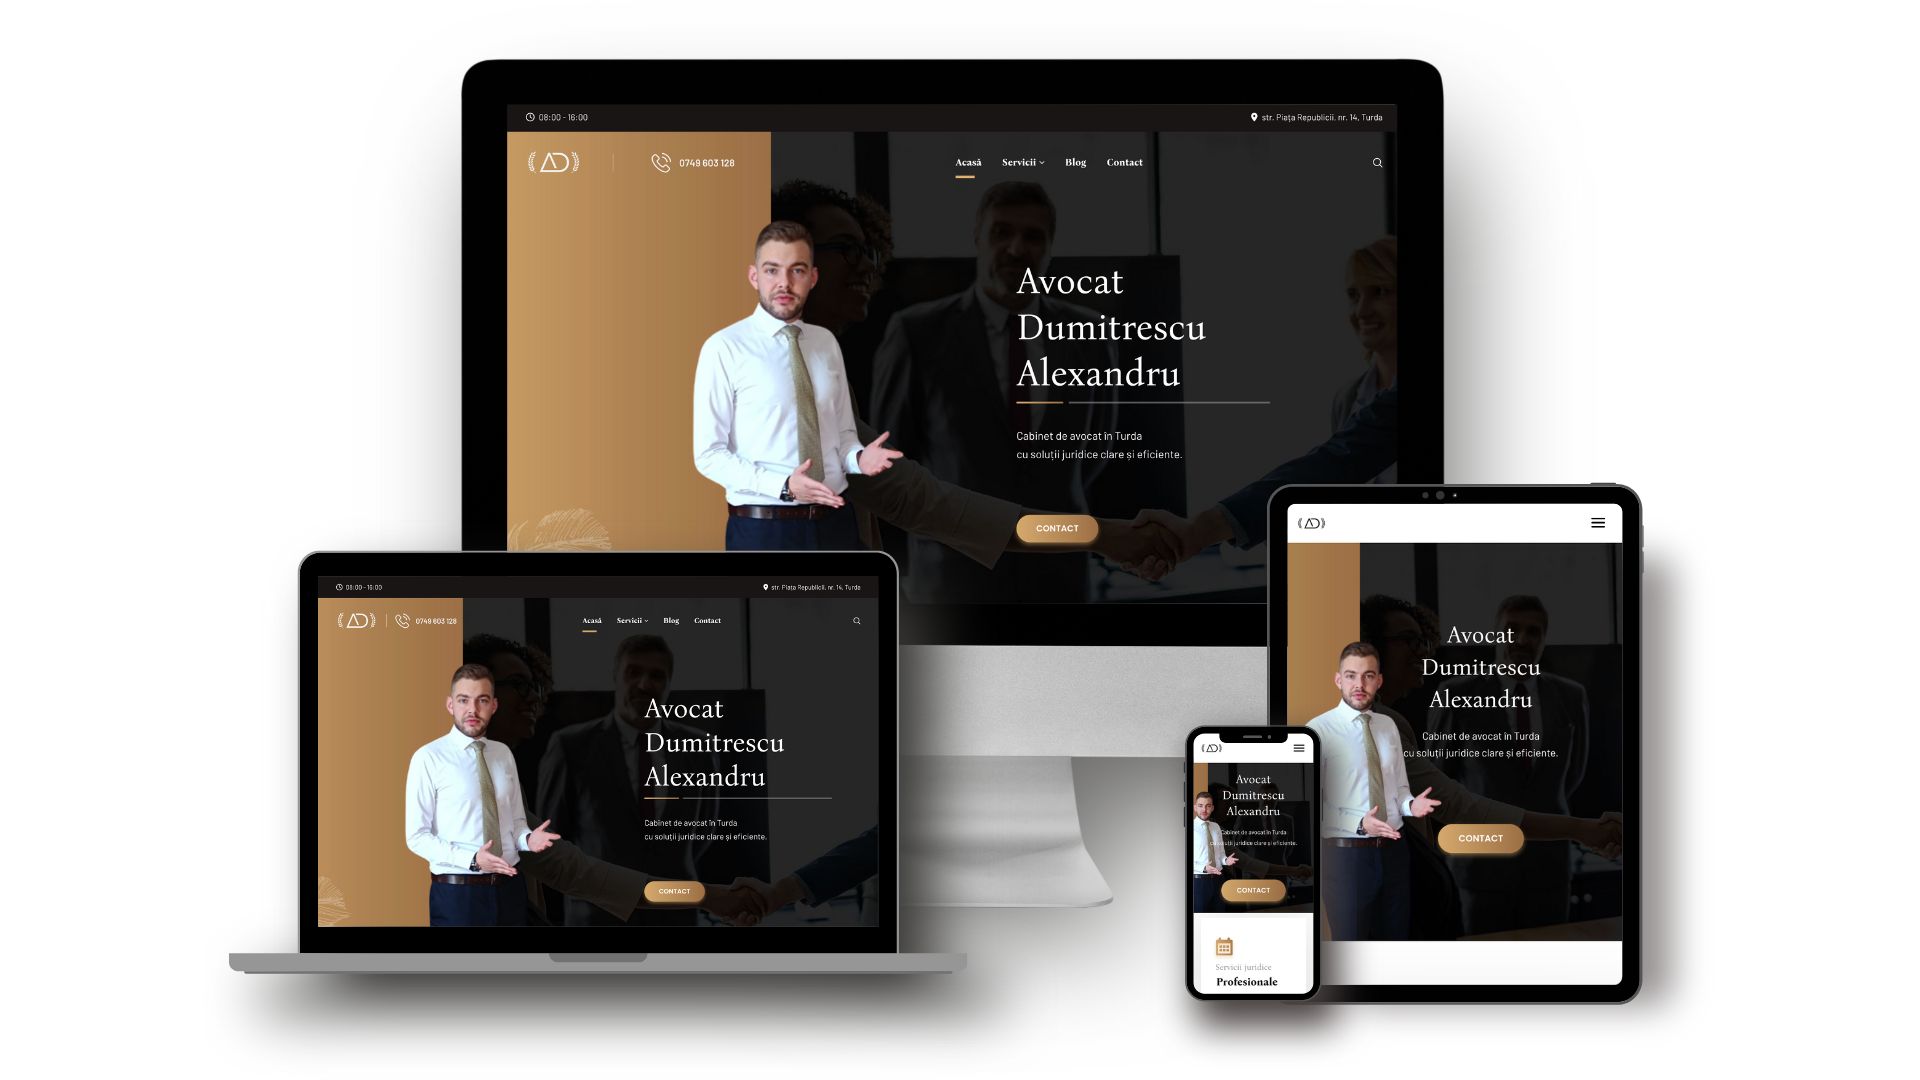 08:00 - 16:00
str. Piața Republicii, nr. 14, Turda
AD
0749 603 128
Acasă
Servicii
Blog
Contact
Avocat
Dumitrescu
Alexandru
Cabinet de avocat în Turda
cu soluții juridice clare și eficiente.
CONTACT
08:00 - 16:00
str. Piața Republicii, nr. 14, Turda
AD
0749 603 128
Acasă
Servicii
Blog
Contact
Avocat
Dumitrescu
Alexandru
Cabinet de avocat în Turda
cu soluții juridice clare și eficiente.
CONTACT
AD
Avocat
Dumitrescu
Alexandru
Cabinet de avocat în Turda
cu soluții juridice clare și eficiente.
CONTACT
AD
Avocat
Dumitrescu
Alexandru
Cabinet de avocat în Turda
cu soluții juridice clare și eficiente.
CONTACT
Servicii juridice
Profesionale